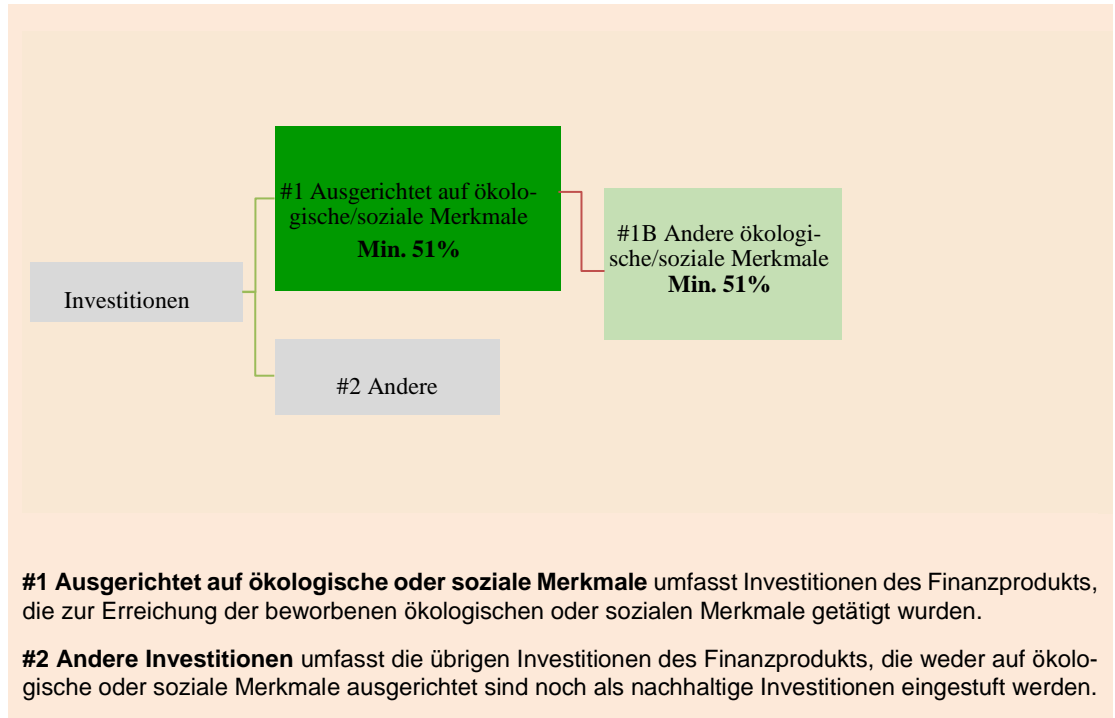 #1 Ausgerichtet auf ökolo-
gische/soziale Merkmale
Min. 51%
#1B Andere ökologi-
sche/soziale Merkmale
Min. 51%
Investitionen
#2 Andere
#1 Ausgerichtet auf ökologische oder soziale Merkmale umfasst Investitionen des Finanzprodukts,
die zur Erreichung der beworbenen ökologischen oder sozialen Merkmale getätigt wurden.
#2 Andere Investitionen umfasst die übrigen Investitionen des Finanzprodukts, die weder auf ökolo-
gische oder soziale Merkmale ausgerichtet sind noch als nachhaltige Investitionen eingestuft werden.